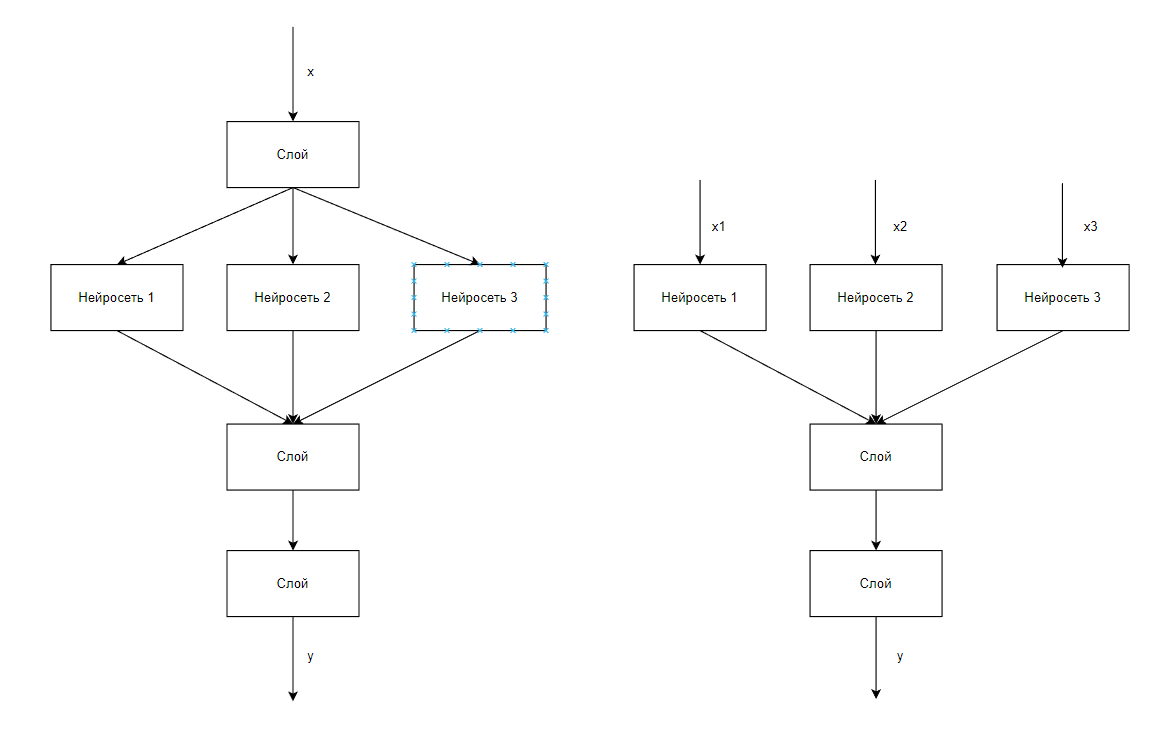 x
Слой
Нейросеть 1
Нейросеть 2
Нейросеть 3
Слой
Слой
y
x1
x2
x3
Нейросеть 1
Нейросеть 2
Нейросеть 3
Слой
Слой
y